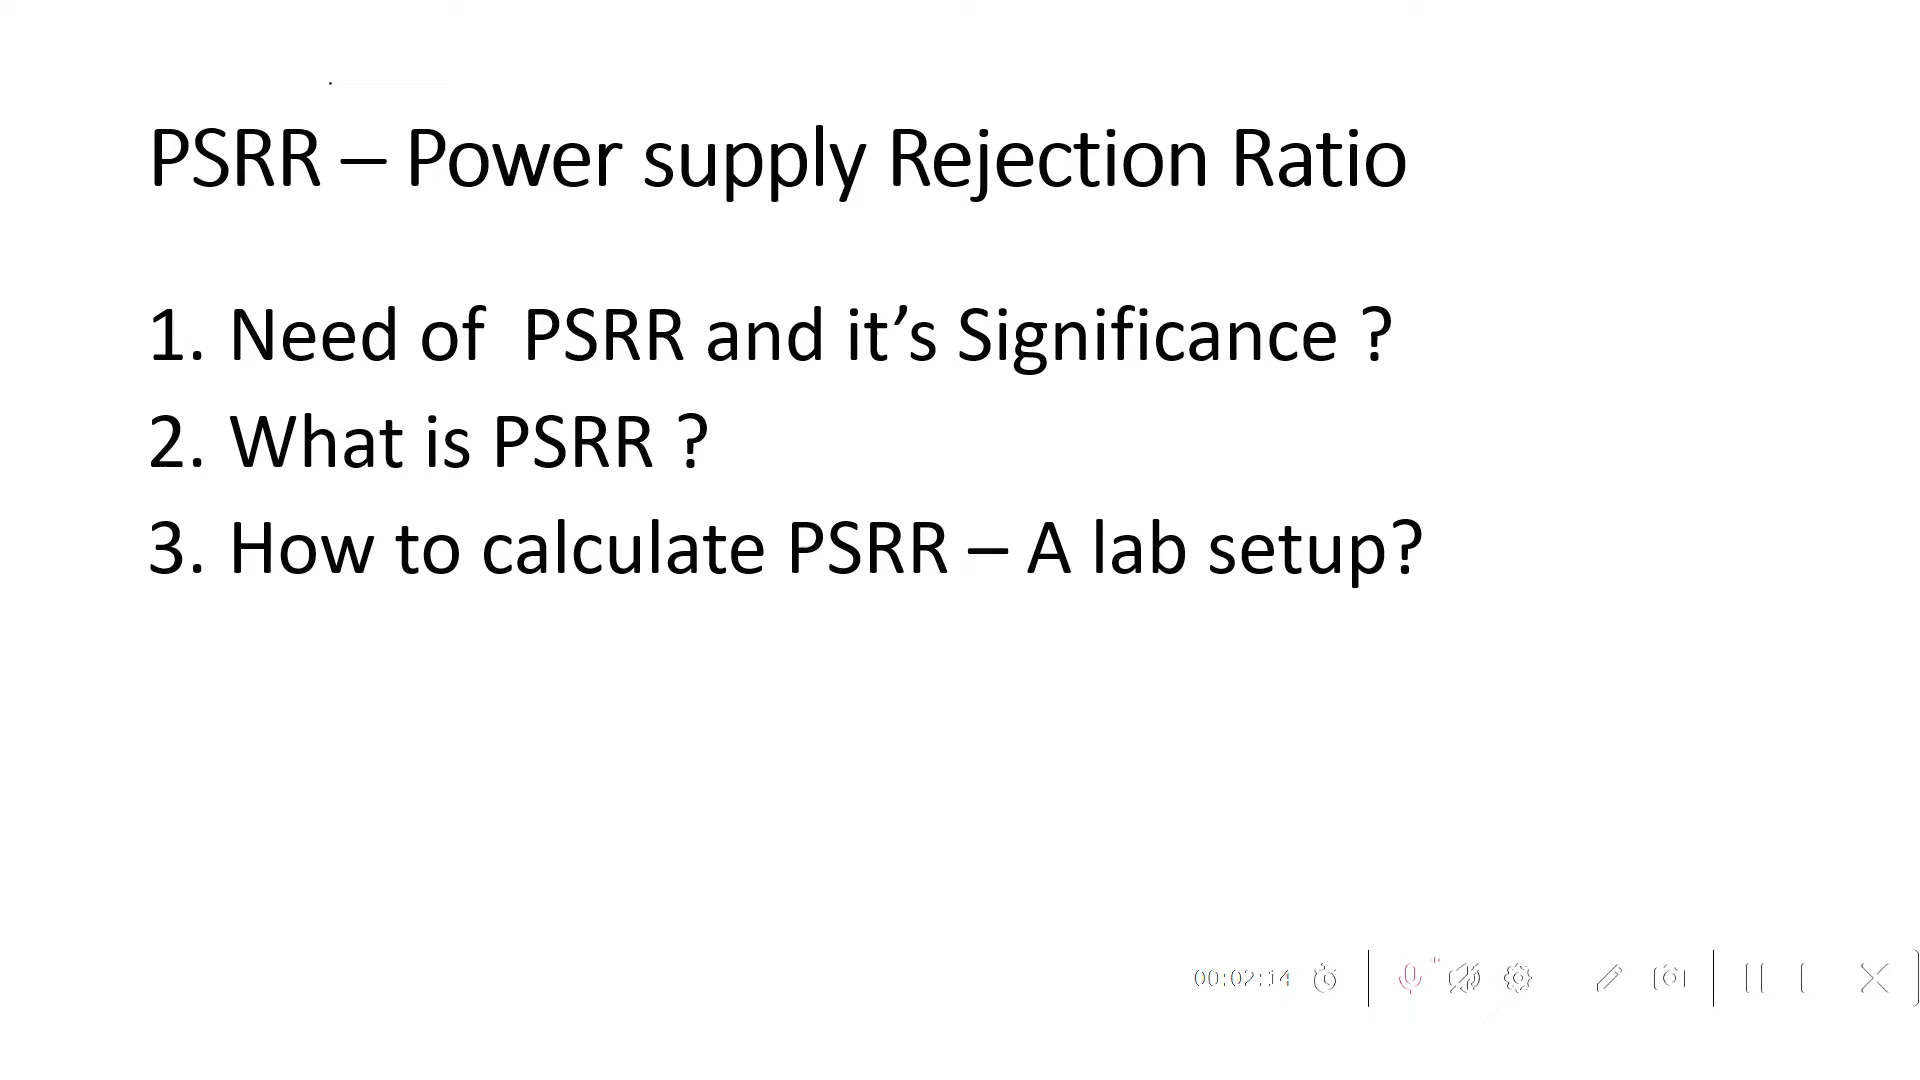 PSRR – Power supply Rejection Ratio
1. Need of  PSRR and it’s Significance ?
2. What is PSRR ?
3. How to calculate PSRR – A lab setup?
00:02:14